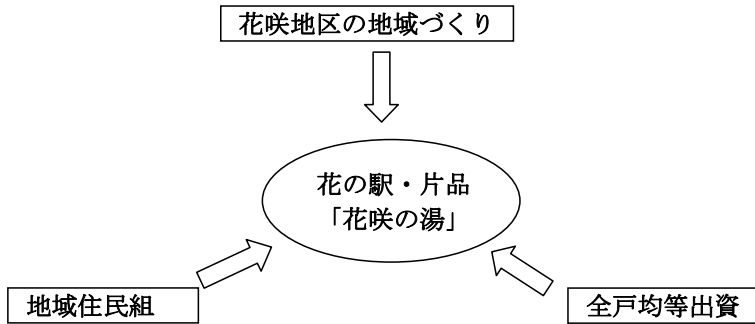 花咲地区の地域づくり
花の駅・片品
「花咲の湯」
地域住民組
全戸均等出資